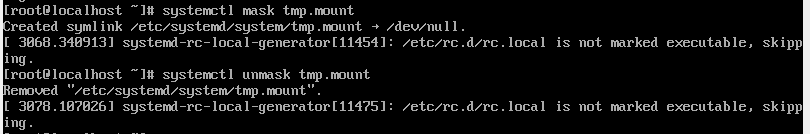 [root@localhost ~]# systemctl mask tmp.mount
Created symlink /etc/systemd/system/tmp.mount → /dev/null.
[ 3068.340913] systemd-rc-local-generator[11454]: /etc/rc.d/rc.local is not marked executable, skipp
ing.
[root@localhost ~]# systemctl unmask tmp.mount
Removed "/etc/systemd/system/tmp.mount".
[ 3078.107026] systemd-rc-local-generator[11475]: /etc/rc.d/rc.local is not marked executable, skipp
ing.